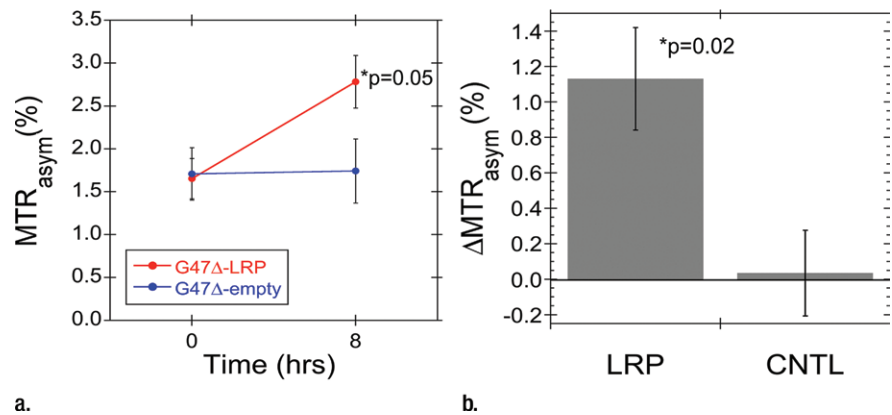 3.5
3.0
2.5
2.0
1.5
1.0
0.5
0.0
MTRasym(%)
*p=0.05
G47Δ-LRP
G47Δ-empty
0 8
Time (hrs)
a.
1.4
1.2
1.0
0.8
0.6
0.4
0.2
0.0
-0.2
ΔMTRasym(%)
*p=0.02
LRP CNTL
b.